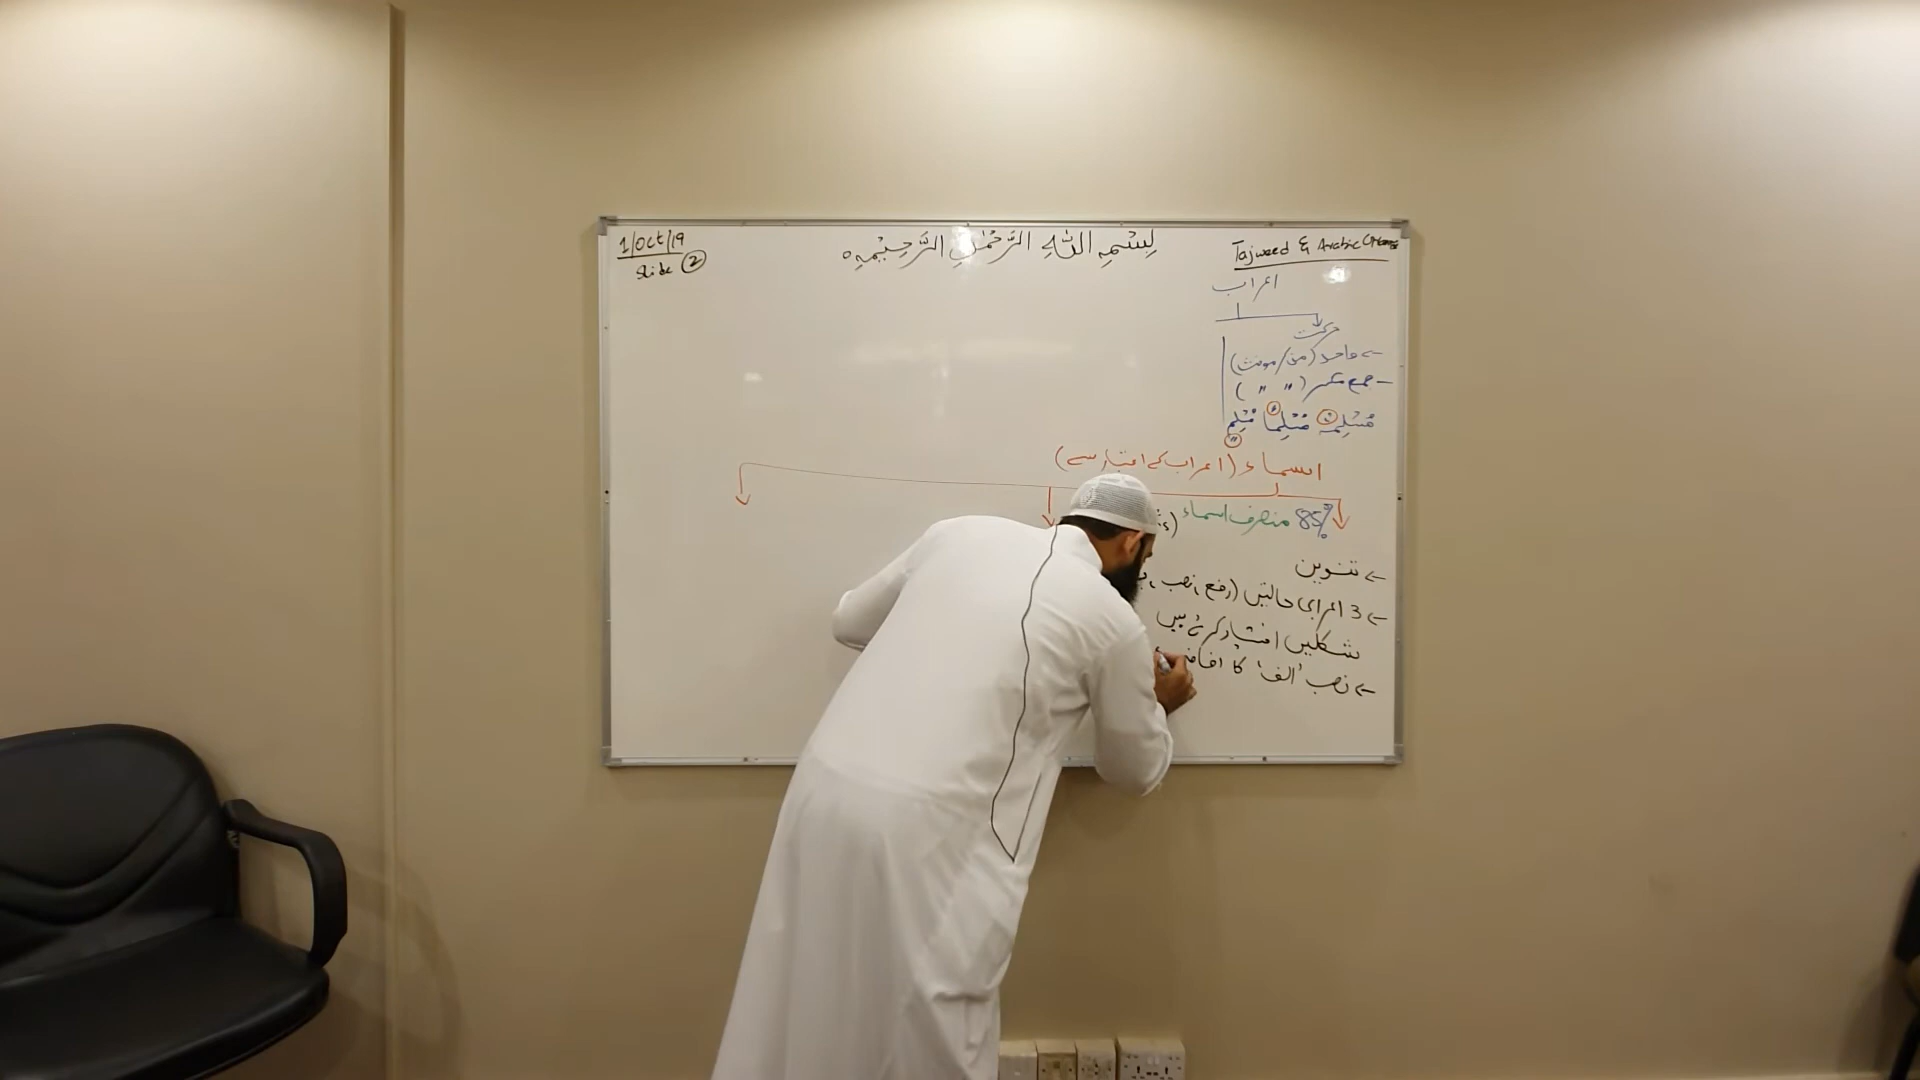 1/Oct/19
Slide 2
بِسْمِ اللّٰهِ الرَّحْمٰنِ الرَّحِيْمِ
Tajweed & Arabic
اعراب
حرکت
← واحد (مذ/مونث)
– جمع مکسر ( " " )
مُسْلِمٌ مُسْلِمًا مُسْلِمٍ
اسماء (اعراب کے اعتبار سے)
85% منصرف اسماء
← تنوین
← 3 اعرابی حالتیں (رفع، نصب،
شکلیں اختیار کرتے ہیں
← نصب 'الف' کا اضافہ